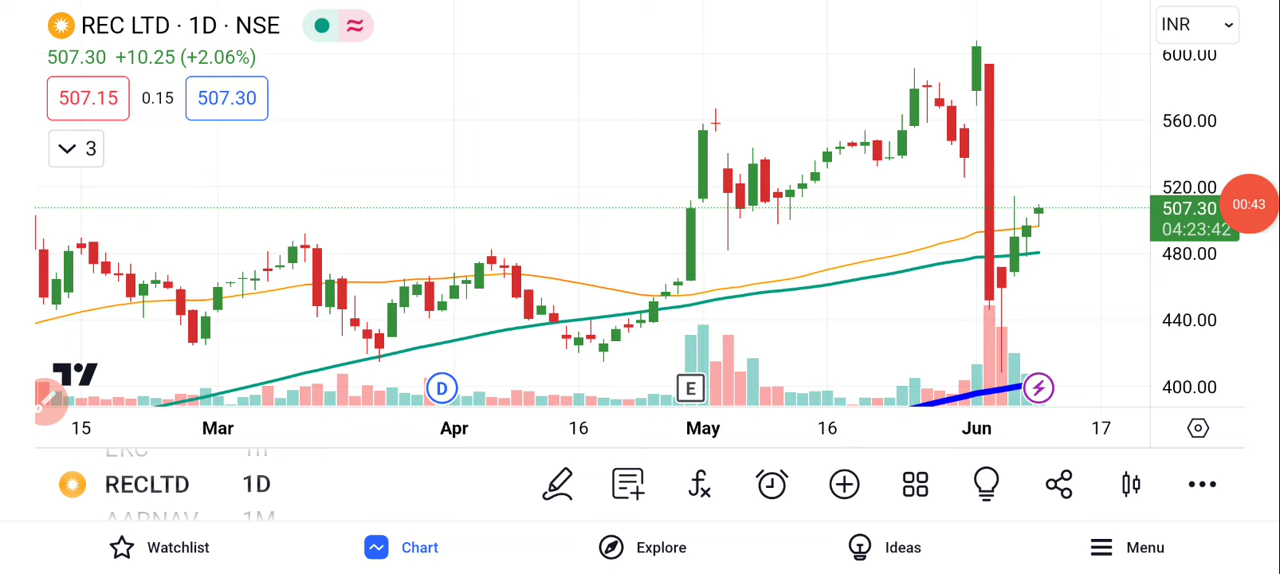 REC LTD · 1D · NSE
INR
507.30 +10.25 (+2.06%)
600.00
507.15 0.15 507.30
560.00
3
520.00
507.30
00:43
04:23:42
480.00
440.00
400.00
D
E
15 Mar Apr 16 May 16 Jun 17
RECLTD 1D
AARNAV 1M
Watchlist Chart Explore Ideas Menu